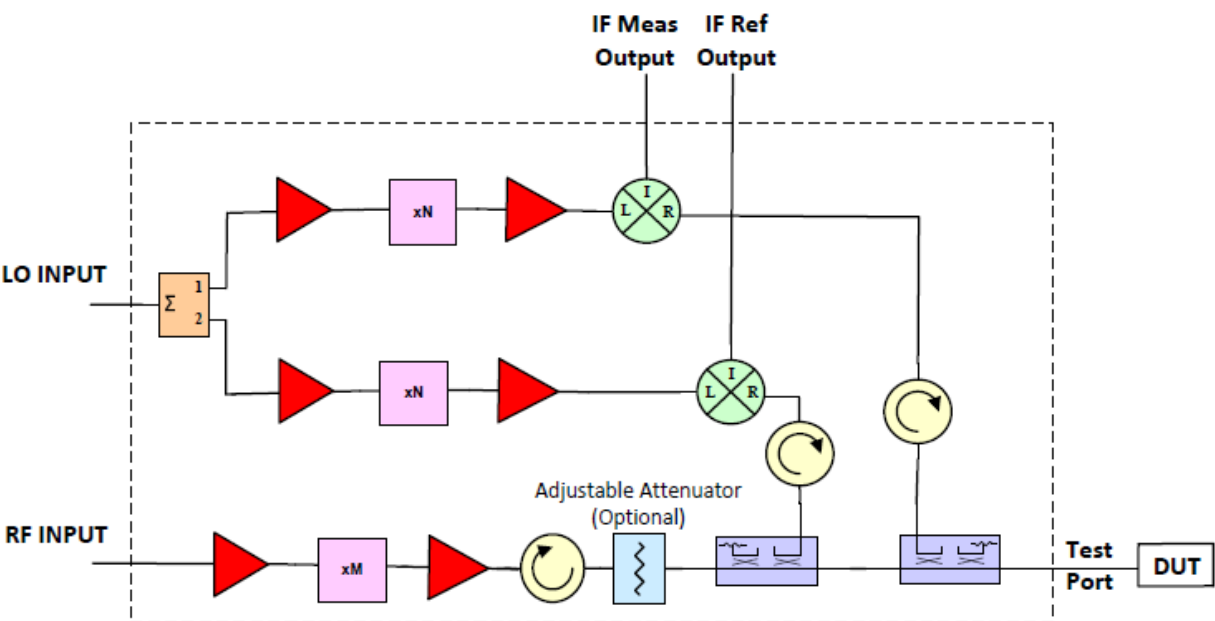 IF Meas
Output
IF Ref
Output
xN
L I R
LO INPUT
Σ 1
2
xN
L I R
Adjustable Attenuator
(Optional)
RF INPUT
xM
Test
Port
DUT